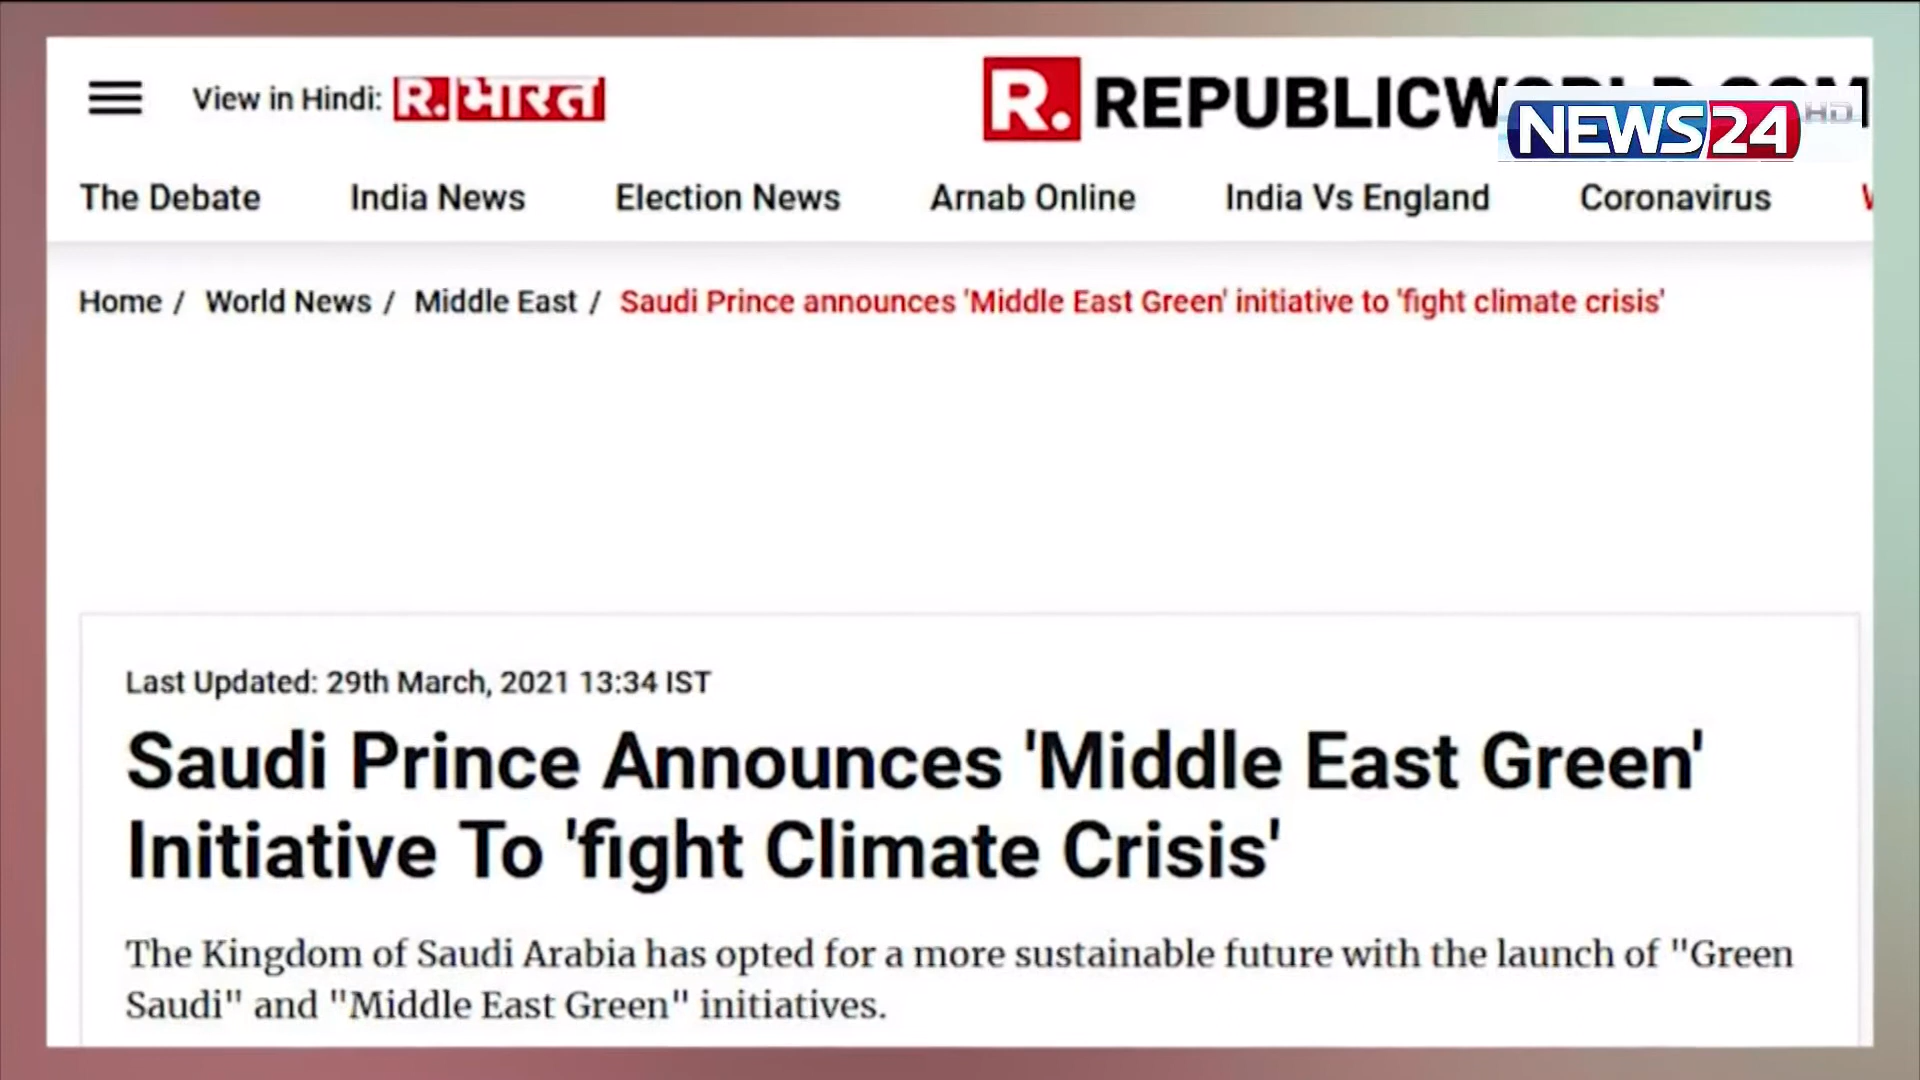 View in Hindi: R. भारत
R. REPUBLICWORLD.COM
NEWS24 HD
The Debate India News Election News Arnab Online India Vs England Coronavirus
Home / World News / Middle East / Saudi Prince announces 'Middle East Green' initiative to 'fight climate crisis'
Last Updated: 29th March, 2021 13:34 IST
Saudi Prince Announces 'Middle East Green'
Initiative To 'fight Climate Crisis'
The Kingdom of Saudi Arabia has opted for a more sustainable future with the launch of "Green
Saudi" and "Middle East Green" initiatives.